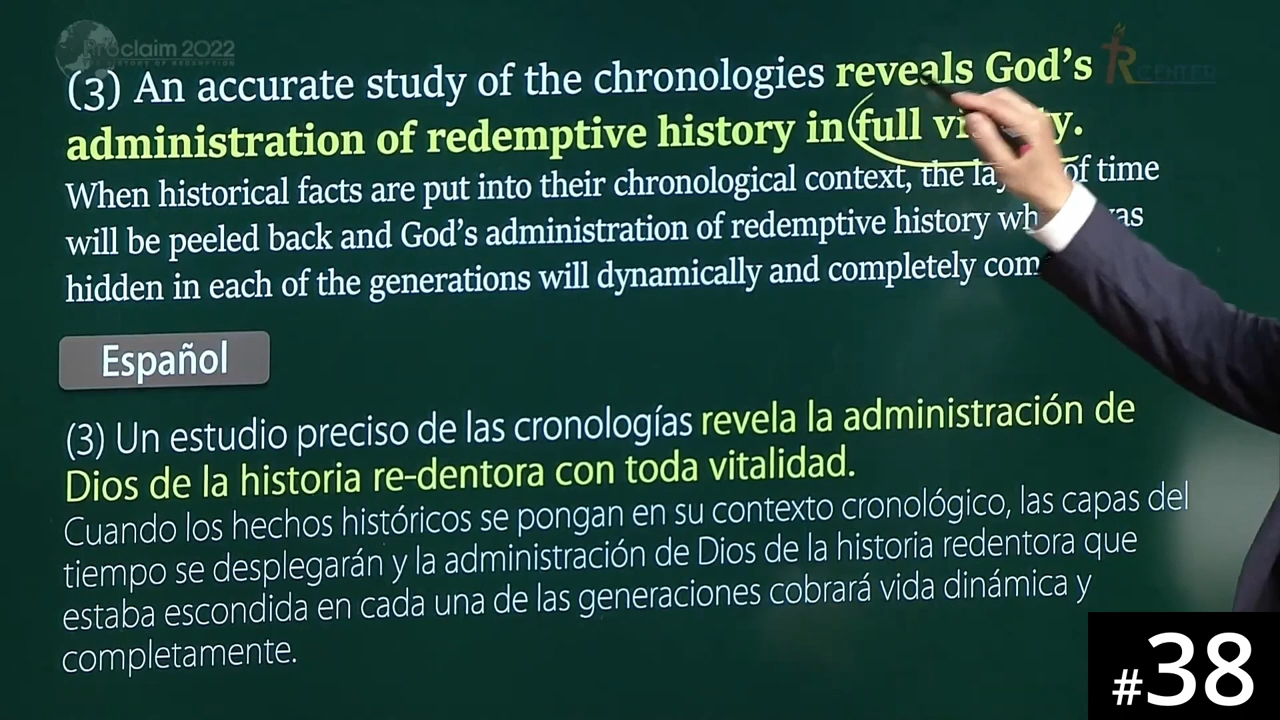 Proclaim 2022
THE HISTORY OF REDEMPTION
R CENTER
(3) An accurate study of the chronologies reveals God's
administration of redemptive history in full
When historical facts are put into their chronological context, the of time
will be peeled back and God's administration of redemptive history
hidden in each of the generations will dynamically and completely
Español
(3) Un estudio preciso de las cronologías revela la administración de
Dios de la historia re-dentora con toda vitalidad.
Cuando los hechos históricos se pongan en su contexto cronológico, las capas del
tiempo se desplegarán y la administración de Dios de la historia redentora que
estaba escondida en cada una de las generaciones cobrará vida dinámica y
completamente.
#38